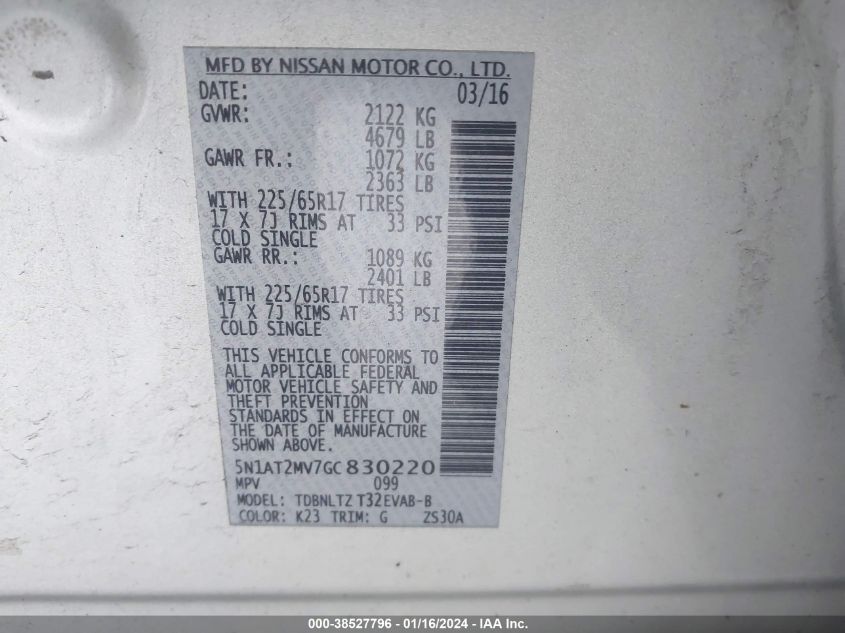 MFD BY NISSAN MOTOR CO., LTD.
DATE: 03/16
GVWR: 2122 KG
4679 LB
GAWR FR.: 1072 KG
2363 LB
WITH 225/65R17 TIRES
17 X 7J RIMS AT 33 PSI
COLD SINGLE
GAWR RR.: 1089 KG
2401 LB
WITH 225/65R17 TIRES
17 X 7J RIMS AT 33 PSI
COLD SINGLE
THIS VEHICLE CONFORMS TO
ALL APPLICABLE FEDERAL
MOTOR VEHICLE SAFETY AND
THEFT PREVENTION
STANDARDS IN EFFECT ON
THE DATE OF MANUFACTURE
SHOWN ABOVE.
5N1AT2MV7GC830220
MPV 099
MODEL: TDBNLTZ T32EVAB-B
COLOR: K23 TRIM: G ZS30A
000-38527796 - 01/16/2024 - IAA Inc.